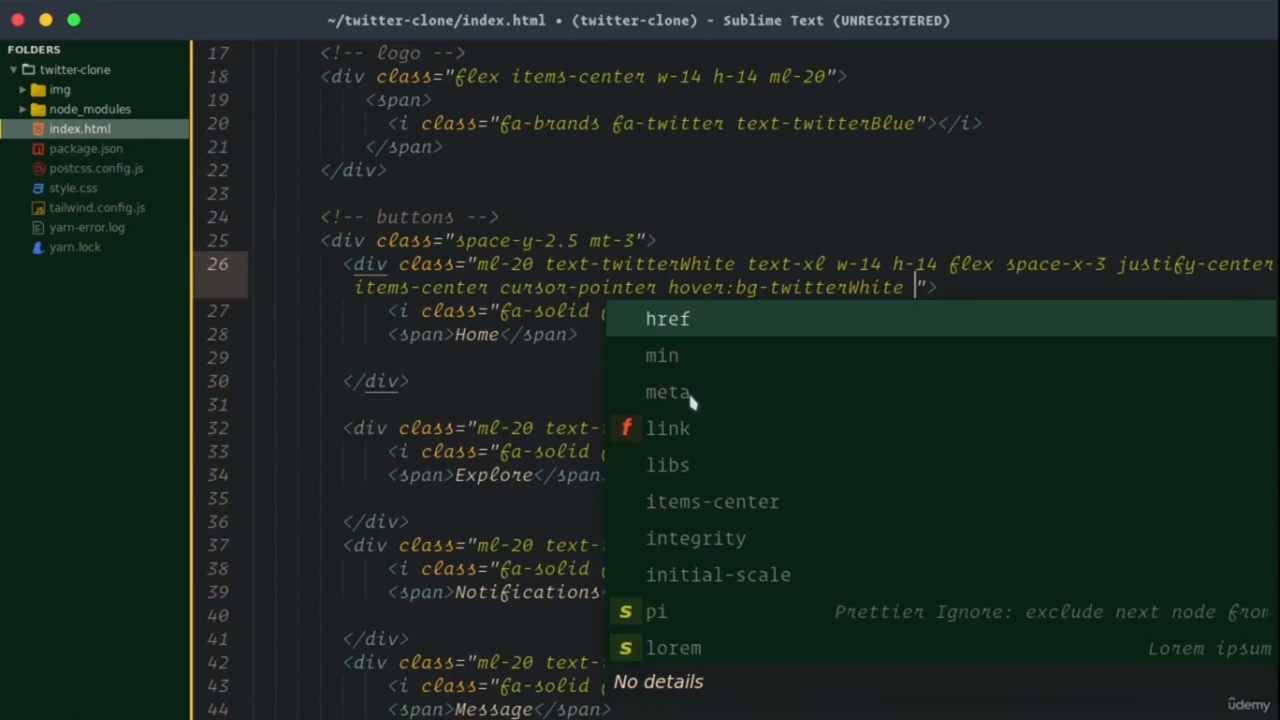 ~/twitter-clone/index.html • (twitter-clone) - Sublime Text (UNREGISTERED)
FOLDERS
twitter-clone
img
node_modules
index.html
package.json
postcss.config.js
style.css
tailwind.config.js
yarn-error.log
yarn.lock
17 <!-- logo -->
18 <div class="flex items-center w-14 h-14 ml-20">
19 <span>
20 <i class="fa-brands fa-twitter text-twitterBlue"></i>
21 </span>
22 </div>
23
24 <!-- buttons -->
25 <div class="space-y-2.5 mt-3">
26 <div class="ml-20 text-twitterWhite text-xl w-14 h-14 flex space-x-3 justify-center
items-center cursor-pointer hover:bg-twitterWhite ">
27 <i class="fa-solid
28 <span>Home</span>
29
30 </div>
31
32 <div class="ml-20 text-
33 <i class="fa-solid
34 <span>Explore</span
35
36 </div>
37 <div class="ml-20 text-
38 <i class="fa-solid
39 <span>Notifications
40
41 </div>
42 <div class="ml-20 text-
43 <i class="fa-solid
44 <span>Message</span>
href
min
meta
f link
libs
items-center
integrity
initial-scale
s pi Prettier Ignore: exclude next node from
s lorem Lorem ipsum
No details
ûdemy